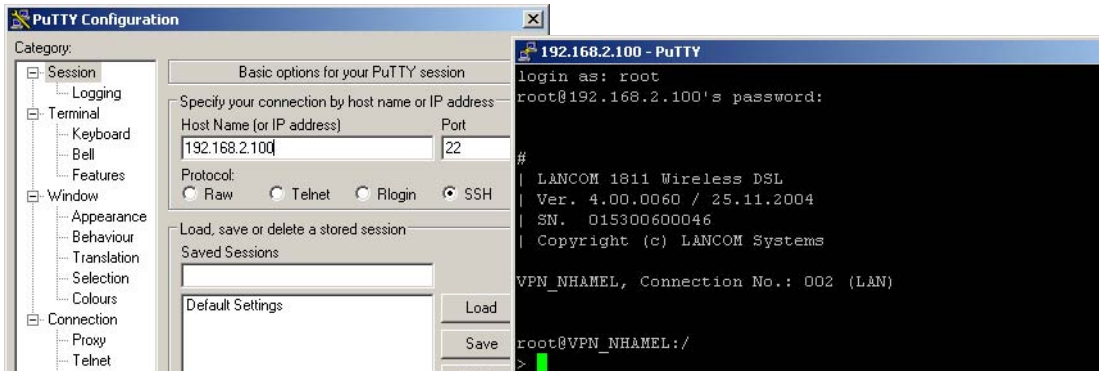 PuTTY Configuration
Category:
Session
Logging
Terminal
Keyboard
Bell
Features
Window
Appearance
Behaviour
Translation
Selection
Colours
Connection
Proxy
Telnet
Basic options for your PuTTY session
Specify your connection by host name or IP address
Host Name (or IP address)
Port
192.168.2.100
22
Protocol:
Raw
Telnet
Rlogin
SSH
Load, save or delete a stored session
Saved Sessions
Default Settings
Load
Save
192.168.2.100 - PuTTY
login as: root
root@192.168.2.100's password:
#
| LANCOM 1811 Wireless DSL
| Ver. 4.00.0060 / 25.11.2004
| SN. 015300600046
| Copyright (c) LANCOM Systems
VPN_NHAMEL, Connection No.: 002 (LAN)
root@VPN_NHAMEL:/
>